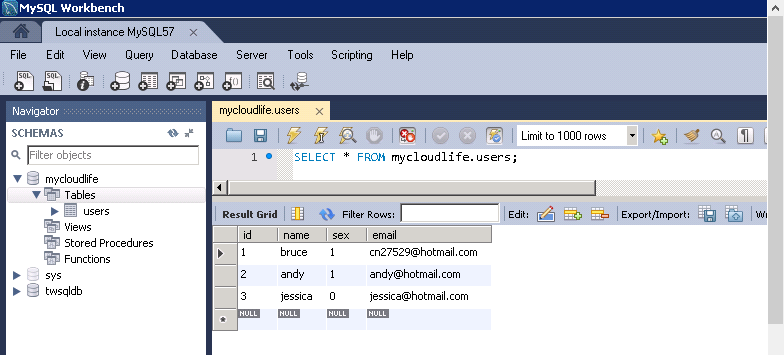 MySQL Workbench
Local instance MySQL57 ×
File Edit View Query Database Server Tools Scripting Help
Navigator
mycloudlife.users ×
SCHEMAS
Filter objects
Limit to 1000 rows
1 SELECT * FROM mycloudlife.users;
mycloudlife
Tables
users
Views
Stored Procedures
Functions
sys
twsqldb
Result Grid Filter Rows: Edit: Export/Import: Wr
id name sex email
1 bruce 1 cn27529@hotmail.com
2 andy 1 andy@hotmail.com
3 jessica 0 jessica@hotmail.com
NULL NULL NULL NULL